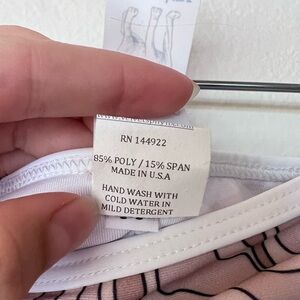 RN 144922
85% POLY / 15% SPAN
MADE IN U.S.A
HAND WASH WITH
COLD WATER IN
MILD DETERGENT